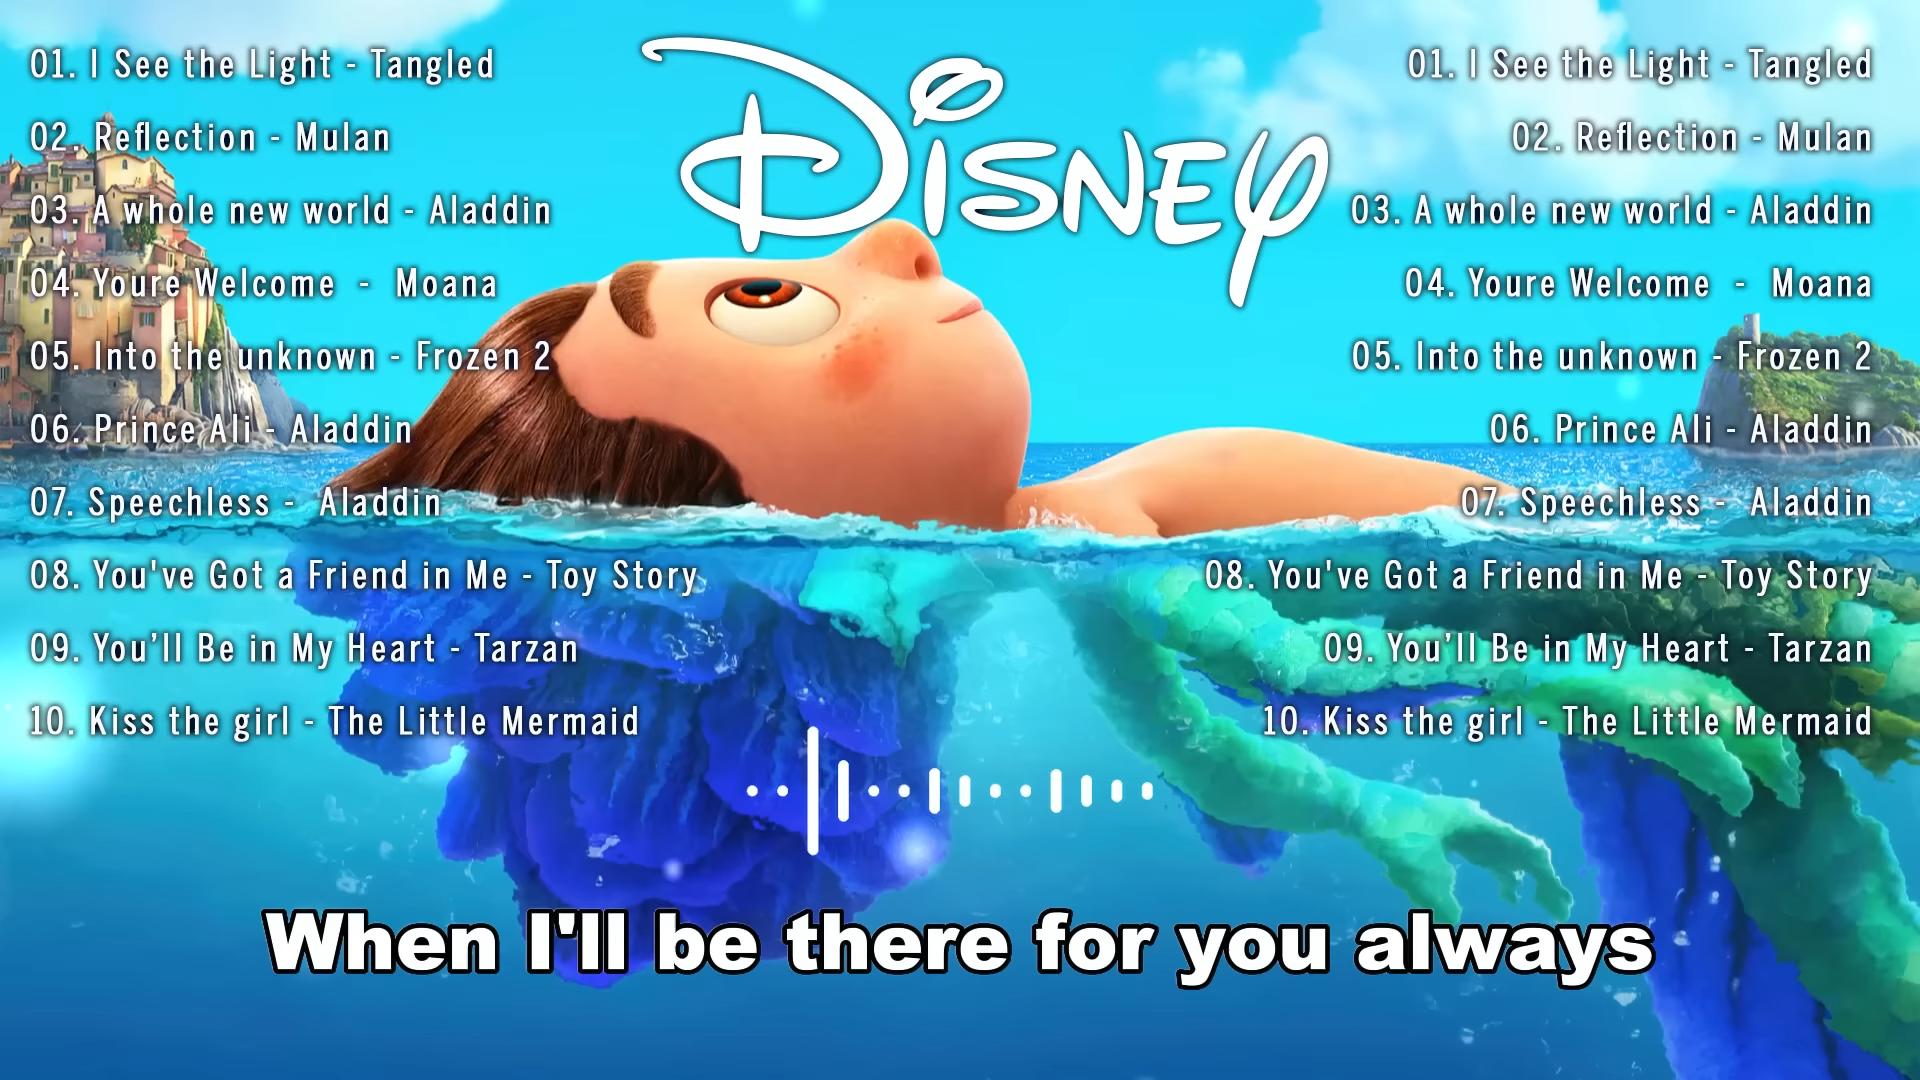 DISNEY
01. I See the Light - Tangled
02. Reflection - Mulan
03. A whole new world - Aladdin
04. Youre Welcome - Moana
05. Into the unknown - Frozen 2
06. Prince Ali - Aladdin
07. Speechless - Aladdin
08. You've Got a Friend in Me - Toy Story
09. You’ll Be in My Heart - Tarzan
10. Kiss the girl - The Little Mermaid
01. I See the Light - Tangled
02. Reflection - Mulan
03. A whole new world - Aladdin
04. Youre Welcome - Moana
05. Into the unknown - Frozen 2
06. Prince Ali - Aladdin
07. Speechless - Aladdin
08. You've Got a Friend in Me - Toy Story
09. You’ll Be in My Heart - Tarzan
10. Kiss the girl - The Little Mermaid
When I'll be there for you always